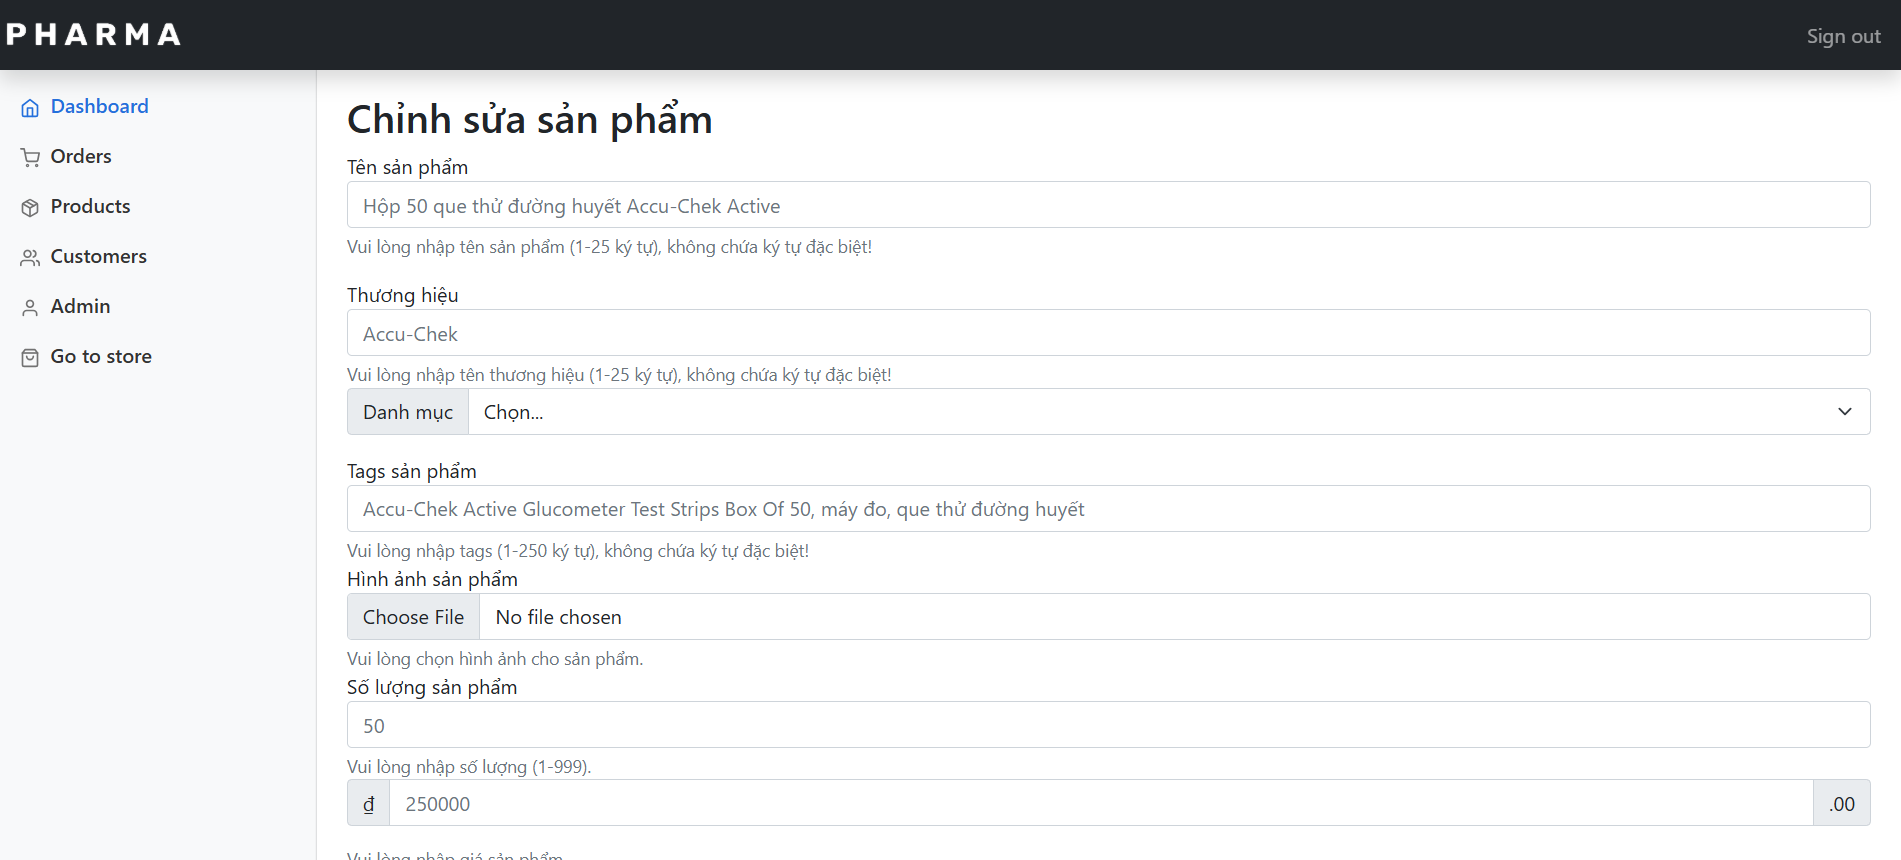 PHARMA
Sign out
Dashboard
Orders
Products
Customers
Admin
Go to store
Chỉnh sửa sản phẩm
Tên sản phẩm
Hộp 50 que thử đường huyết Accu-Chek Active
Vui lòng nhập tên sản phẩm (1-25 ký tự), không chứa ký tự đặc biệt!
Thương hiệu
Accu-Chek
Vui lòng nhập tên thương hiệu (1-25 ký tự), không chứa ký tự đặc biệt!
Danh mục Chọn...
Tags sản phẩm
Accu-Chek Active Glucometer Test Strips Box Of 50, máy đo, que thử đường huyết
Vui lòng nhập tags (1-250 ký tự), không chứa ký tự đặc biệt!
Hình ảnh sản phẩm
Choose File No file chosen
Vui lòng chọn hình ảnh cho sản phẩm.
Số lượng sản phẩm
50
Vui lòng nhập số lượng (1-999).
₫ 250000 .00
Vui lòng nhập giá sản phẩm